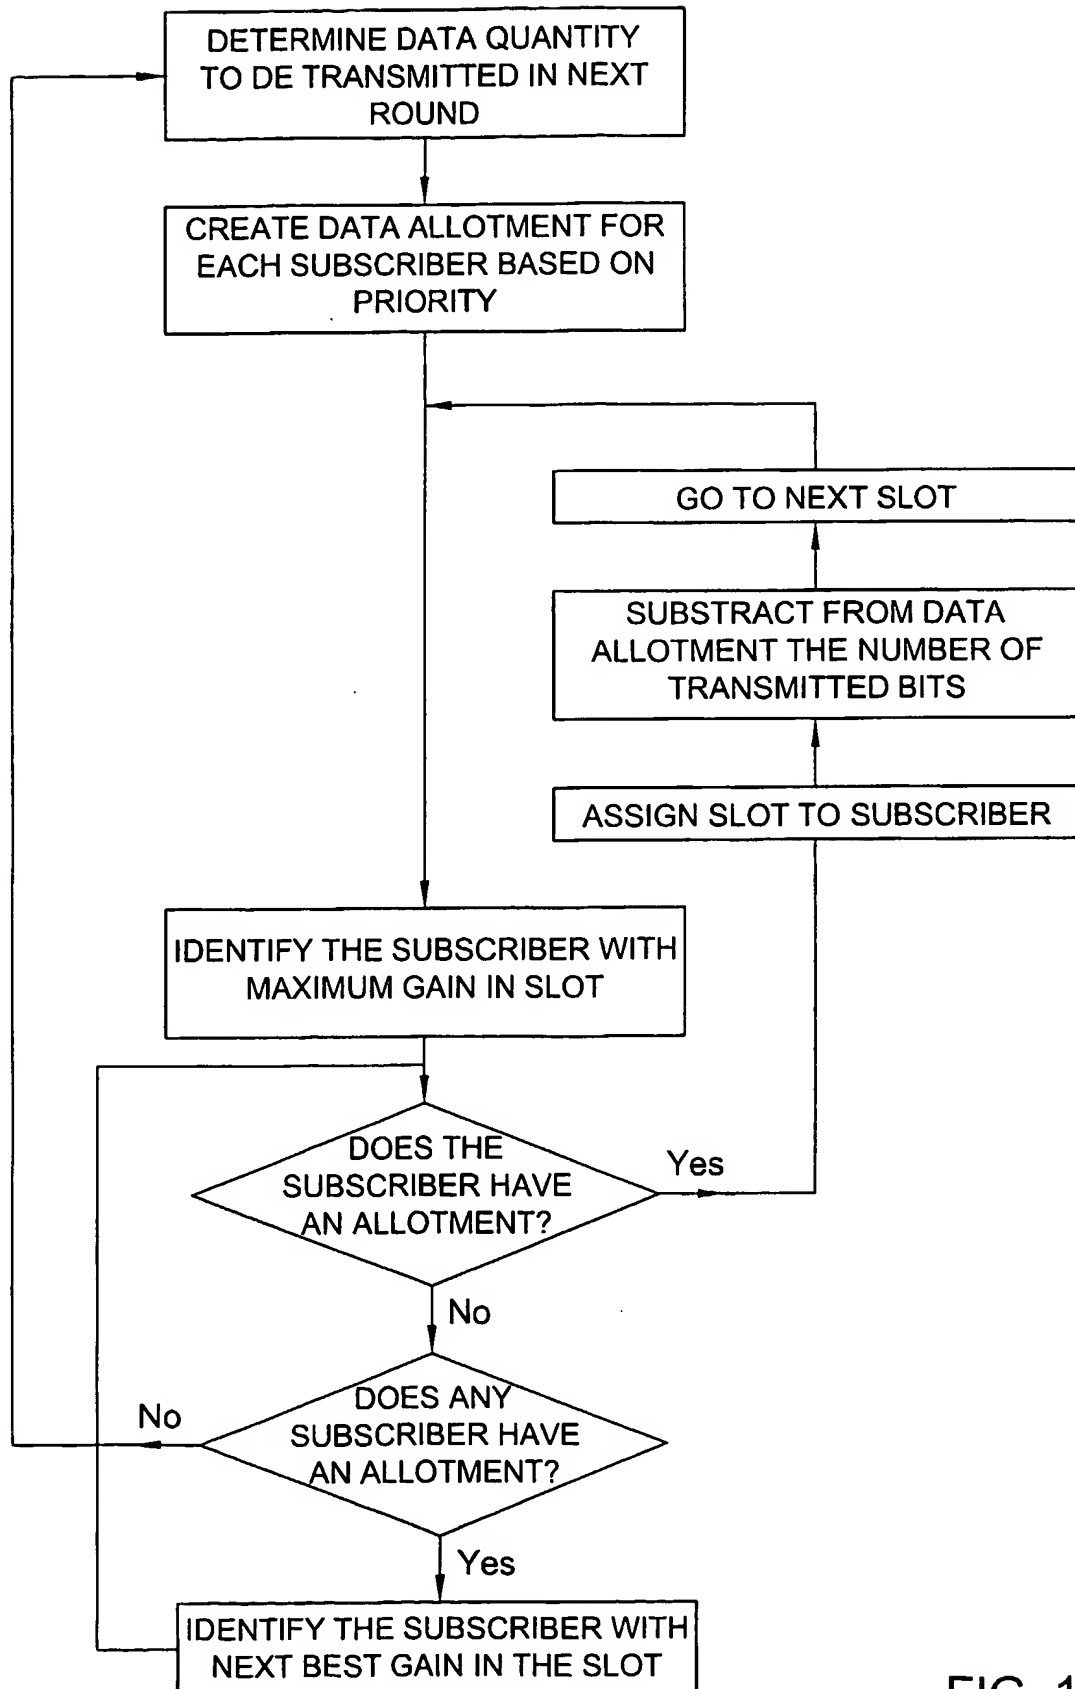 DETERMINE DATA QUANTITY
TO DE TRANSMITTED IN NEXT
ROUND
CREATE DATA ALLOTMENT FOR
EACH SUBSCRIBER BASED ON
PRIORITY
GO TO NEXT SLOT
SUBSTRACT FROM DATA
ALLOTMENT THE NUMBER OF
TRANSMITTED BITS
ASSIGN SLOT TO SUBSCRIBER
IDENTIFY THE SUBSCRIBER WITH
MAXIMUM GAIN IN SLOT
DOES THE
SUBSCRIBER HAVE
AN ALLOTMENT?
Yes
No
DOES ANY
SUBSCRIBER HAVE
AN ALLOTMENT?
No
Yes
IDENTIFY THE SUBSCRIBER WITH
NEXT BEST GAIN IN THE SLOT
FIG. 1